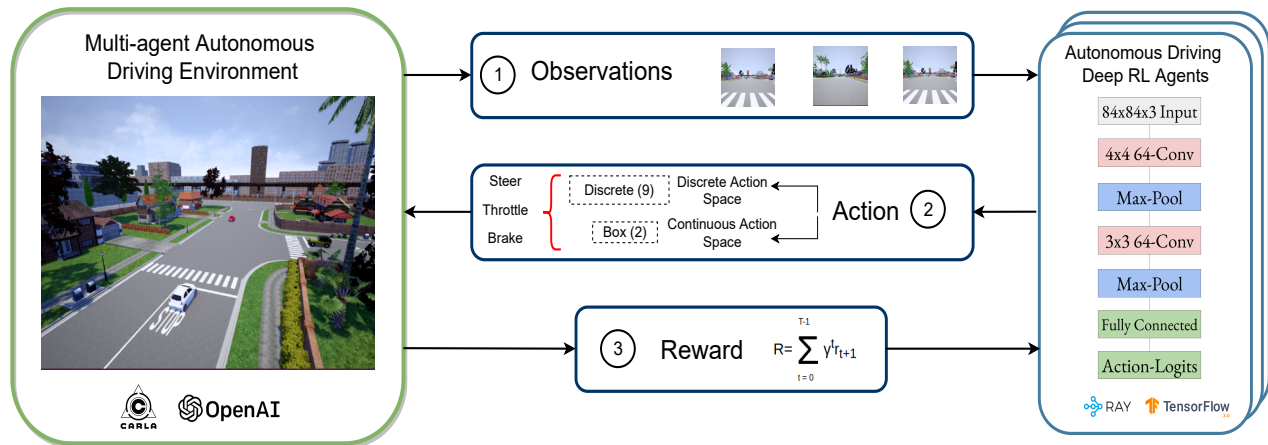 Multi-agent Autonomous
Driving Environment
STOP
CARLA
OpenAI
1 Observations
Steer
Throttle
Brake
Discrete (9)
Box (2)
Discrete Action
Space
Continuous Action
Space
Action 2
3 Reward
T-1
R= ∑ γᵗrₜ₊₁
t = 0
Autonomous Driving
Deep RL Agents
84x84x3 Input
4x4 64-Conv
Max-Pool
3x3 64-Conv
Max-Pool
Fully Connected
Action-Logits
RAY
TensorFlow
2.0